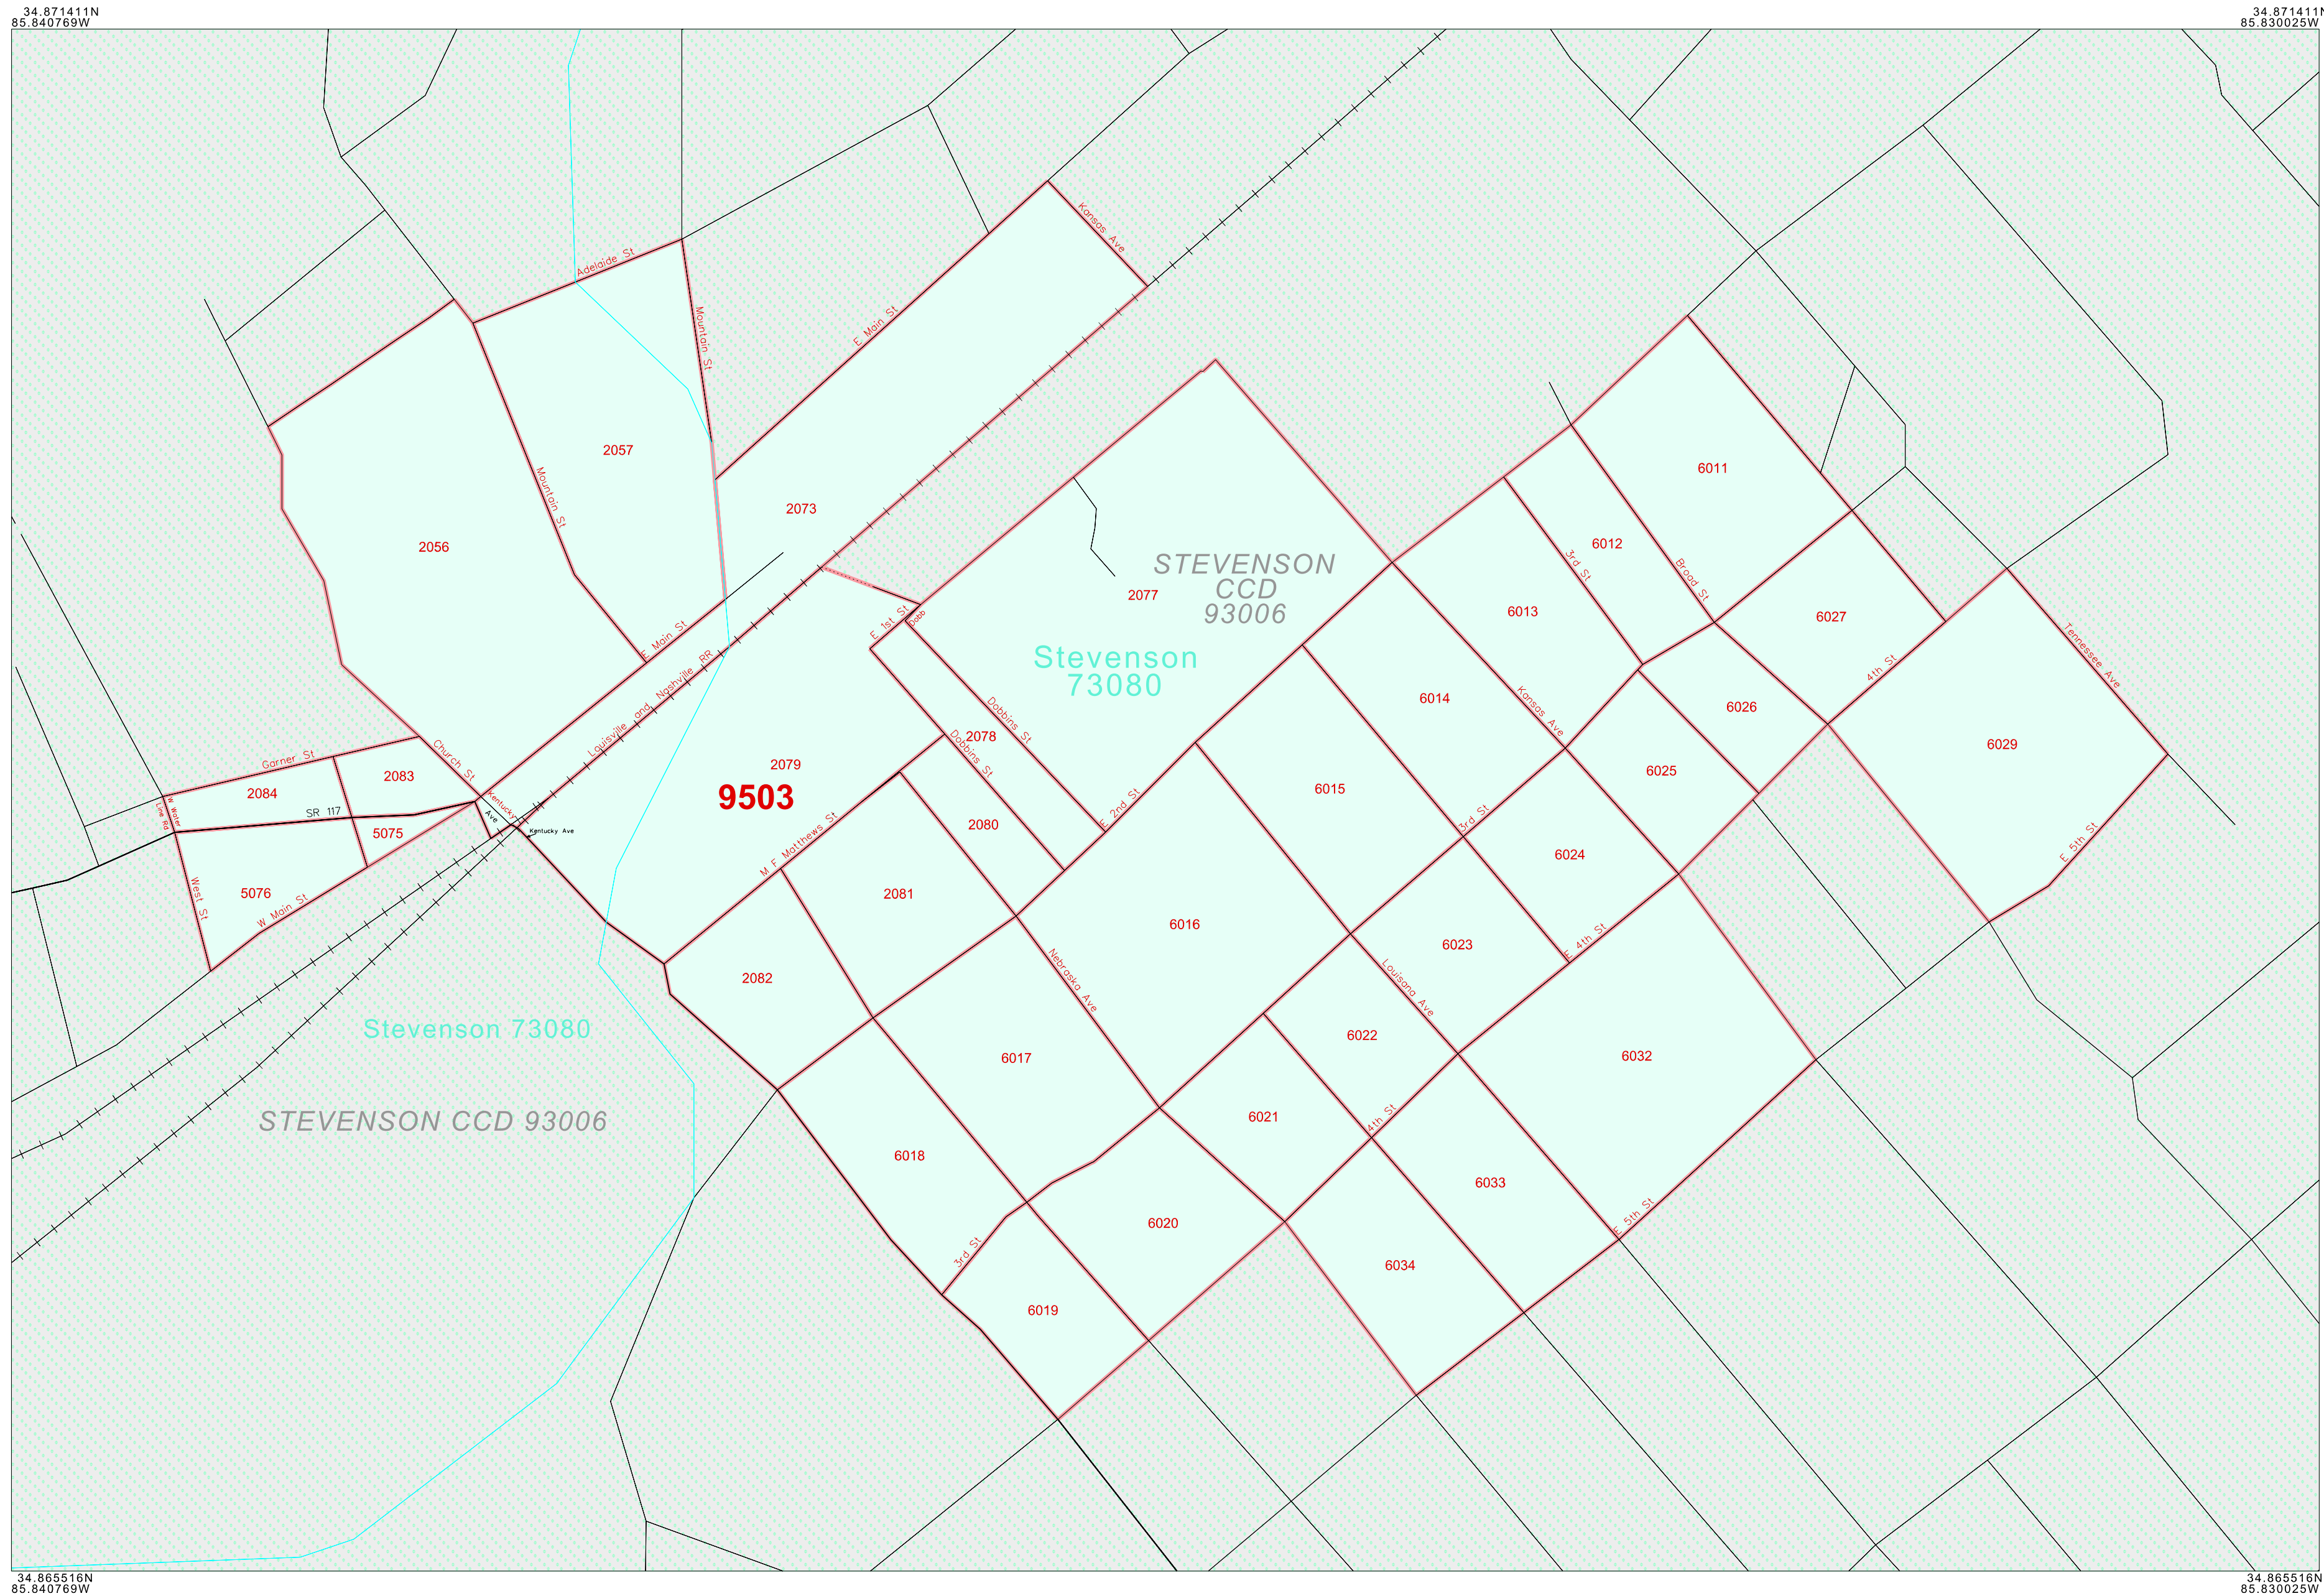 34.871411N
85.840769W
34.871411N
85.830025W
Kansas Ave
Adelaide St
E Main St
Mountain St
2057
6011
2073
Mountain St
2056
6012
3rd St
Broad St
STEVENSON
CCD
93006
2077
6013
6027
E 1st St
Dobb
Tennessee Ave
E Main St
Louisville and Nashville RR
Stevenson
73080
4th St
6014
Kansas Ave
6026
Dobbins St
2078
Dobbins St
6029
Church St
Garner St
2083
2079
6025
2084
9503
6015
W Water
Line Rd
SR 117
Kentucky
Ave
Kentucky Ave
5075
2080
E 2nd St
3rd St
M F Matthews St
6024
E 5th St
5076
West St
W Main St
2081
6016
6023
E 4th St
2082
Nebraska Ave
Louisana Ave
Stevenson 73080
6022
6032
6017
STEVENSON CCD 93006
6021
4th St
6018
6033
6020
E 5th St
3rd St
6034
6019
34.865516N
85.840769W
34.865516N
85.830025W